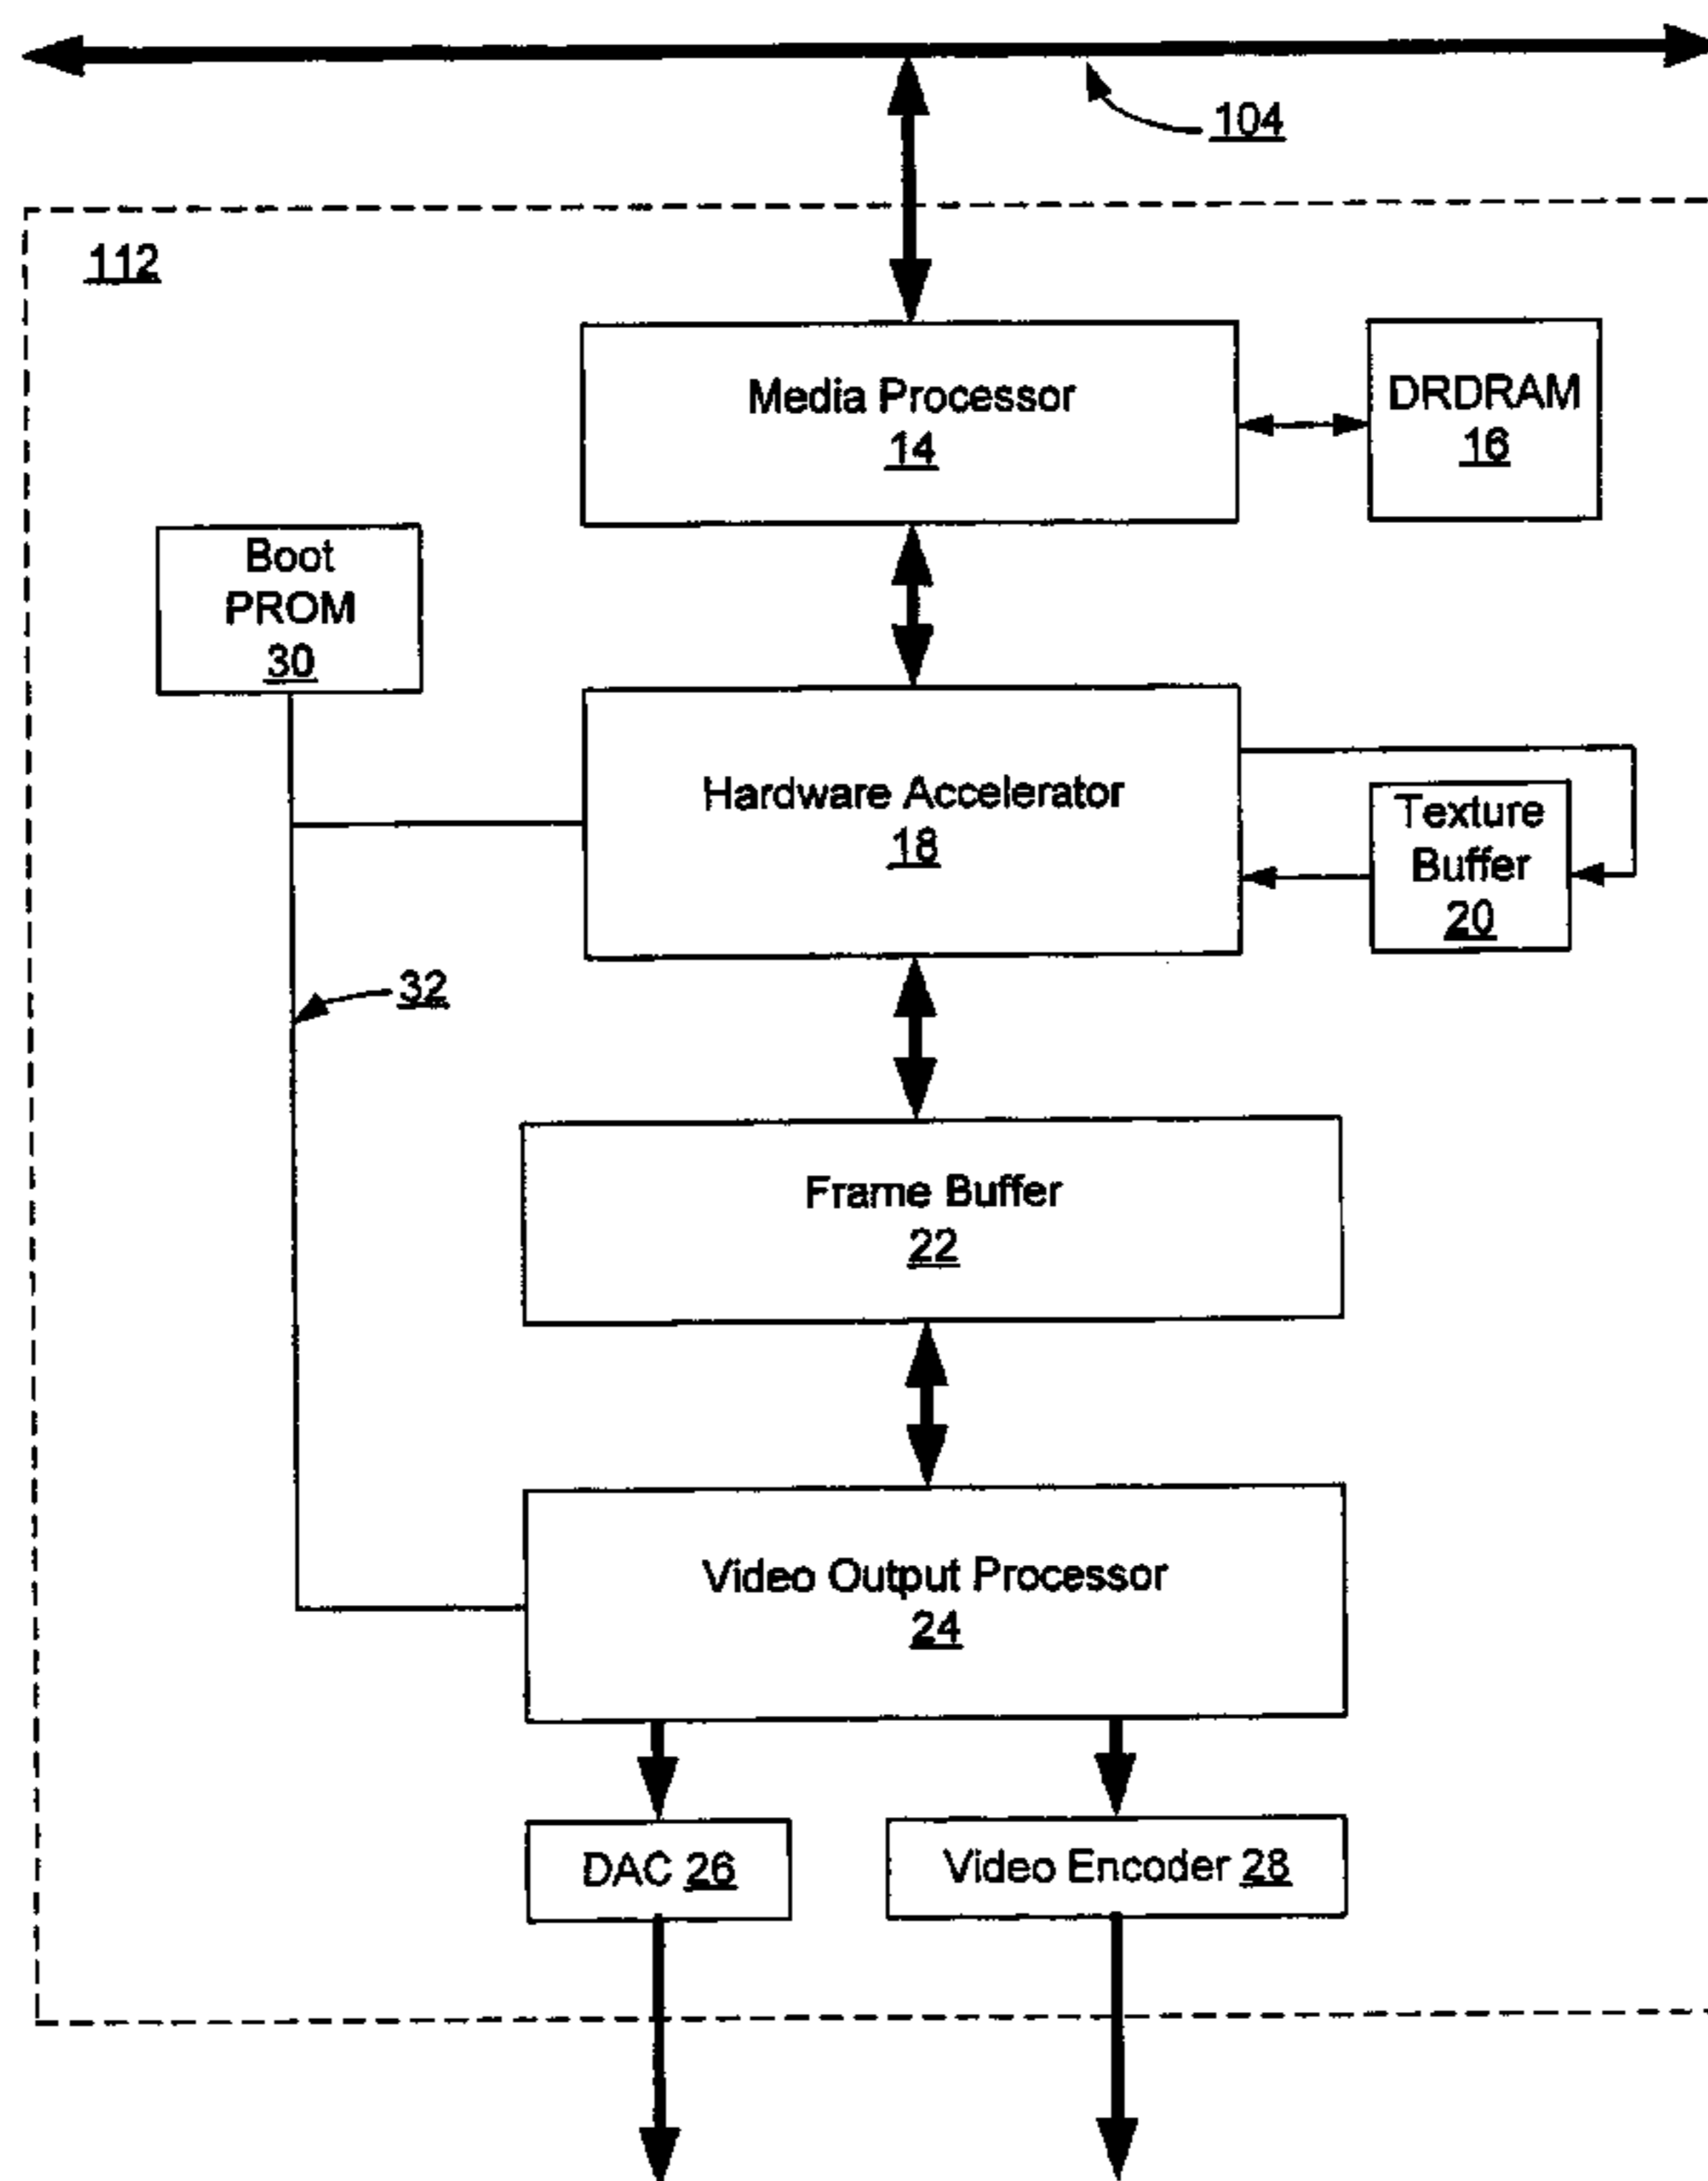 104
112
Media Processor
14
DRDRAM
16
Boot
PROM
30
Hardware Accelerator
18
Texture
Buffer
20
32
Frame Buffer
22
Video Output Processor
24
DAC 26
Video Encoder 28